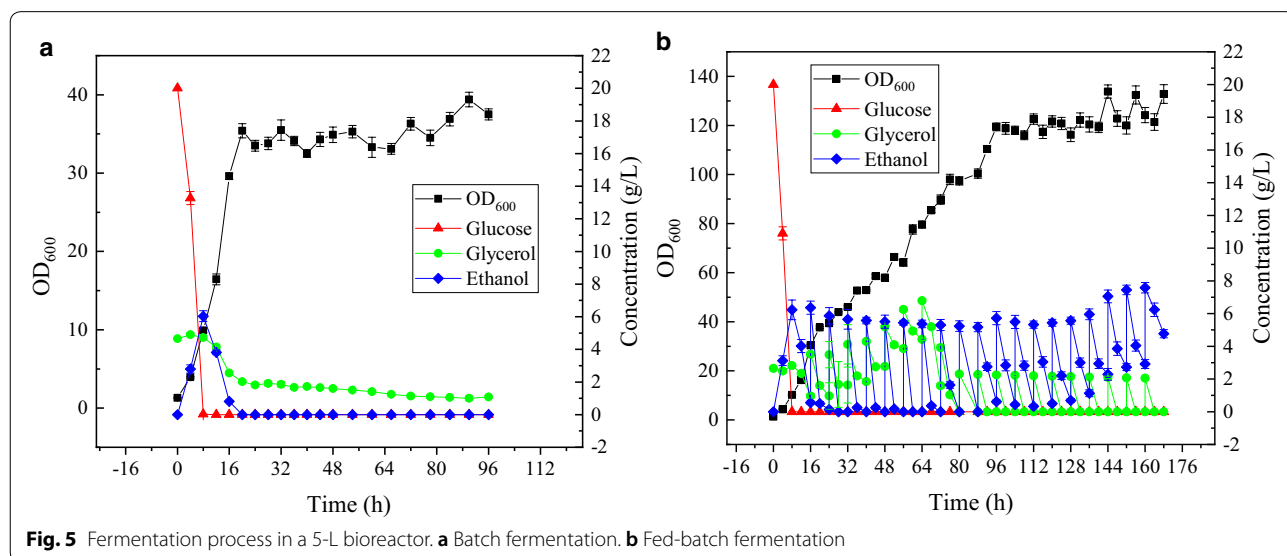 a
OD600
40
30
20
10
0
22
20
18
16
14
12
10
8
6
4
2
0
-2
Concentration (g/L)
OD600
Glucose
Glycerol
Ethanol
-16 0 16 32 48 64 80 96 112
Time (h)
b
OD600
140
120
100
80
60
40
20
0
22
20
18
16
14
12
10
8
6
4
2
0
-2
Concentration (g/L)
OD600
Glucose
Glycerol
Ethanol
-16 0 16 32 48 64 80 96 112 128 144 160 176
Time (h)
Fig. 5 Fermentation process in a 5-L bioreactor. a Batch fermentation. b Fed-batch fermentation